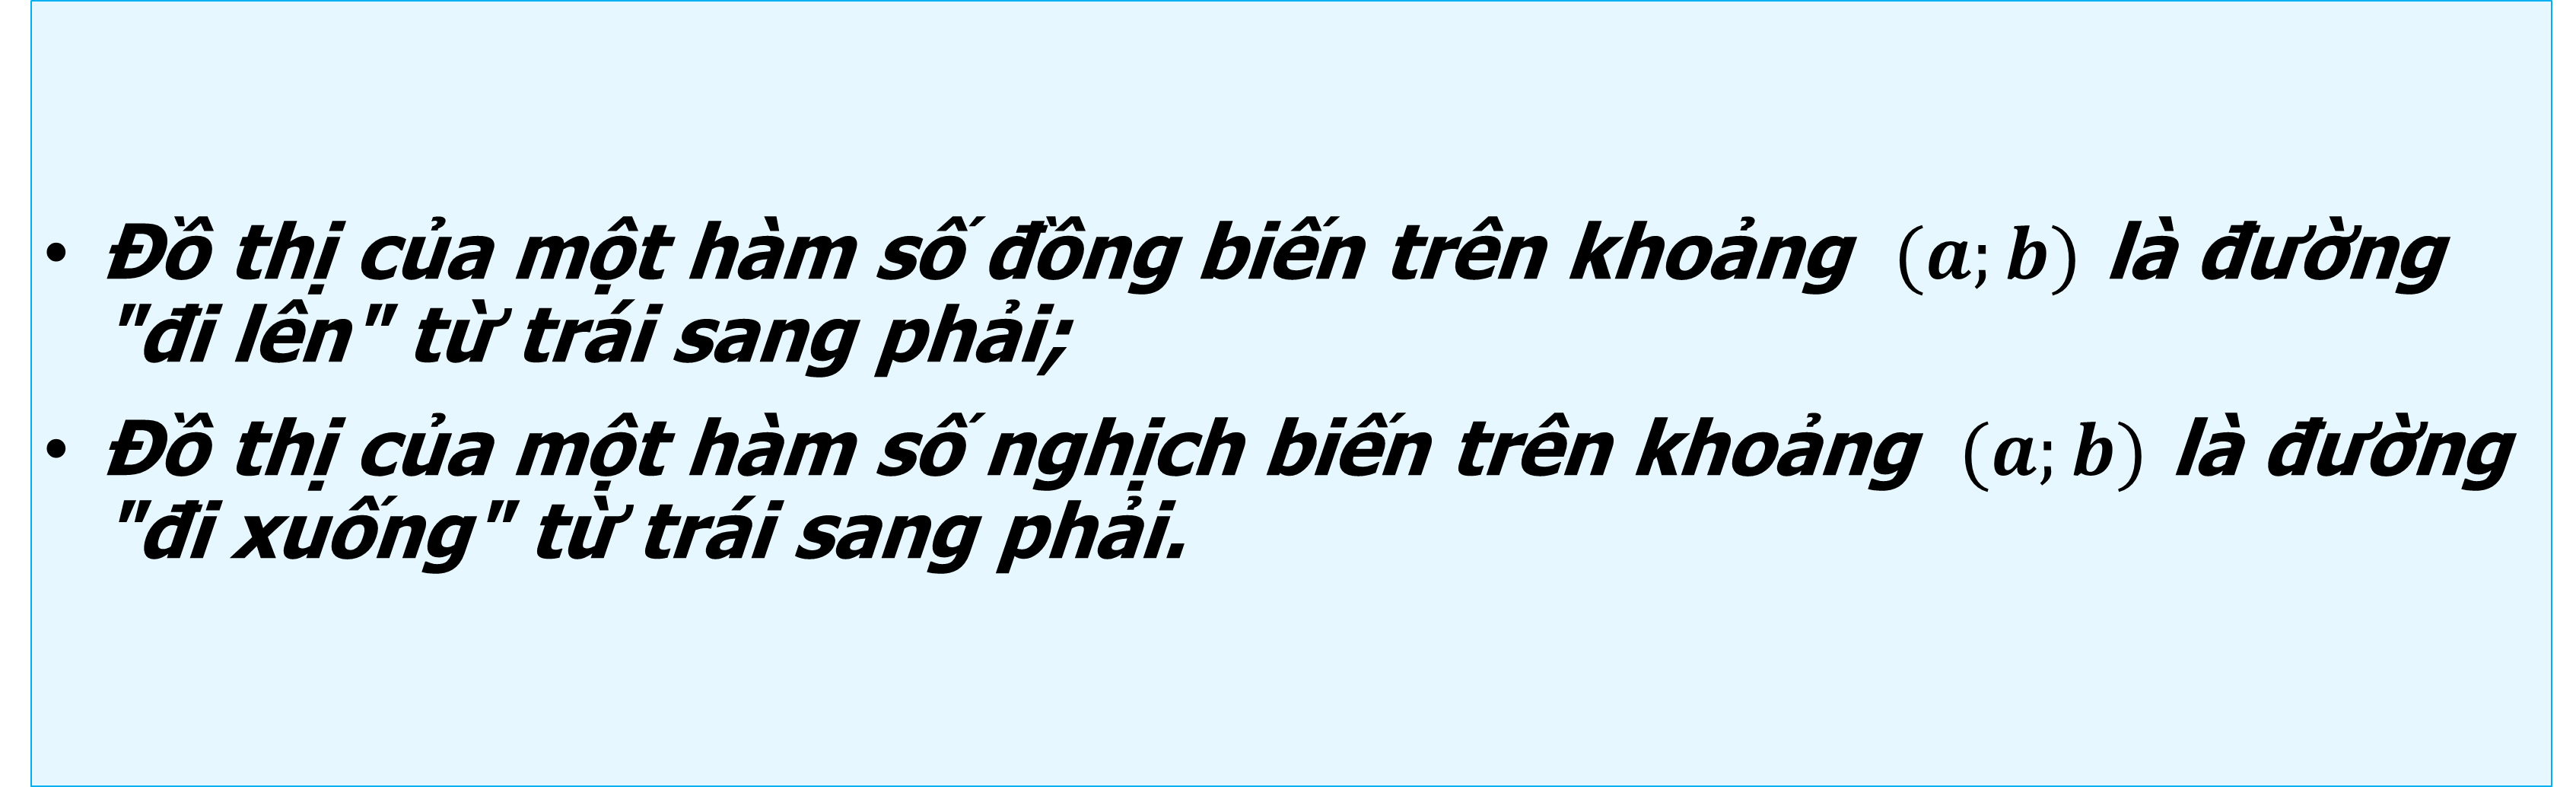 • Đồ thị của một hàm số đồng biến trên khoảng (a; b) là đường
"đi lên" từ trái sang phải;
• Đồ thị của một hàm số nghịch biến trên khoảng (a; b) là đường
"đi xuống" từ trái sang phải.